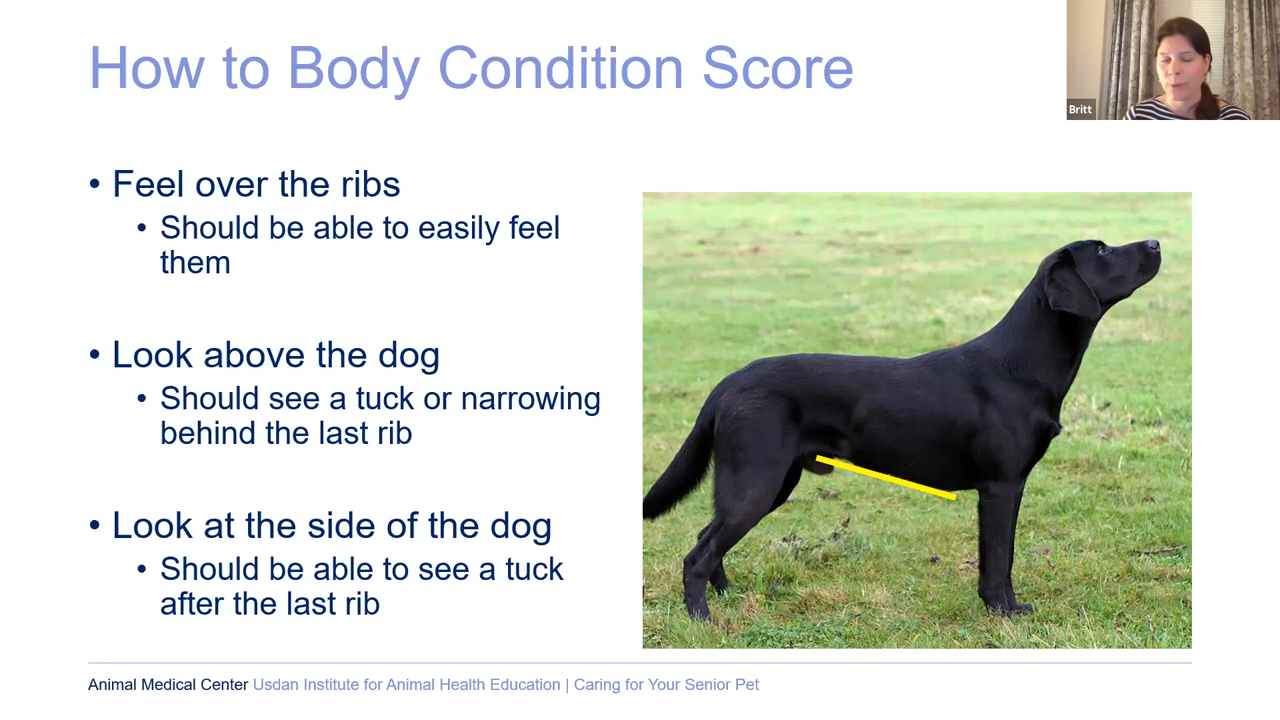 How to Body Condition Score
Britt
• Feel over the ribs
• Should be able to easily feel
them
• Look above the dog
• Should see a tuck or narrowing
behind the last rib
• Look at the side of the dog
• Should be able to see a tuck
after the last rib
Animal Medical Center Usdan Institute for Animal Health Education | Caring for Your Senior Pet